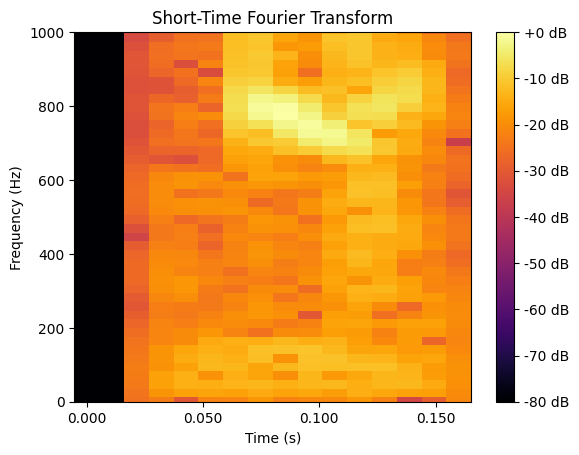 Short-Time Fourier Transform
1000
800
600
400
200
0
Frequency (Hz)
0.000
0.050
0.100
0.150
Time (s)
+0 dB
-10 dB
-20 dB
-30 dB
-40 dB
-50 dB
-60 dB
-70 dB
-80 dB